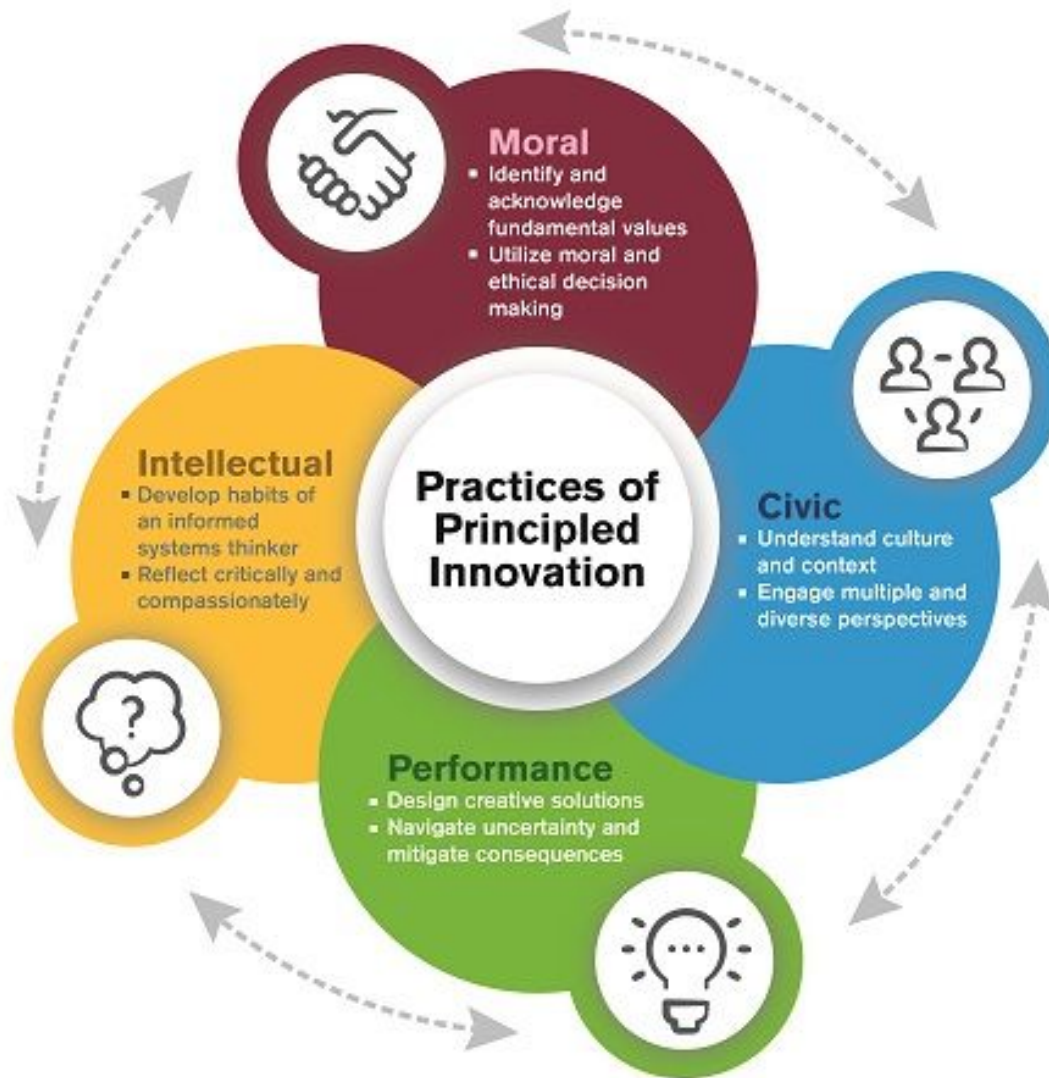 Moral
▪ Identify and
acknowledge
fundamental values
▪ Utilize moral and
ethical decision
making
Intellectual
▪ Develop habits of
an informed
systems thinker
▪ Reflect critically and
compassionately
Practices of
Principled
Innovation
Civic
▪ Understand culture
and context
▪ Engage multiple and
diverse perspectives
Performance
▪ Design creative solutions
▪ Navigate uncertainty and
mitigate consequences
?